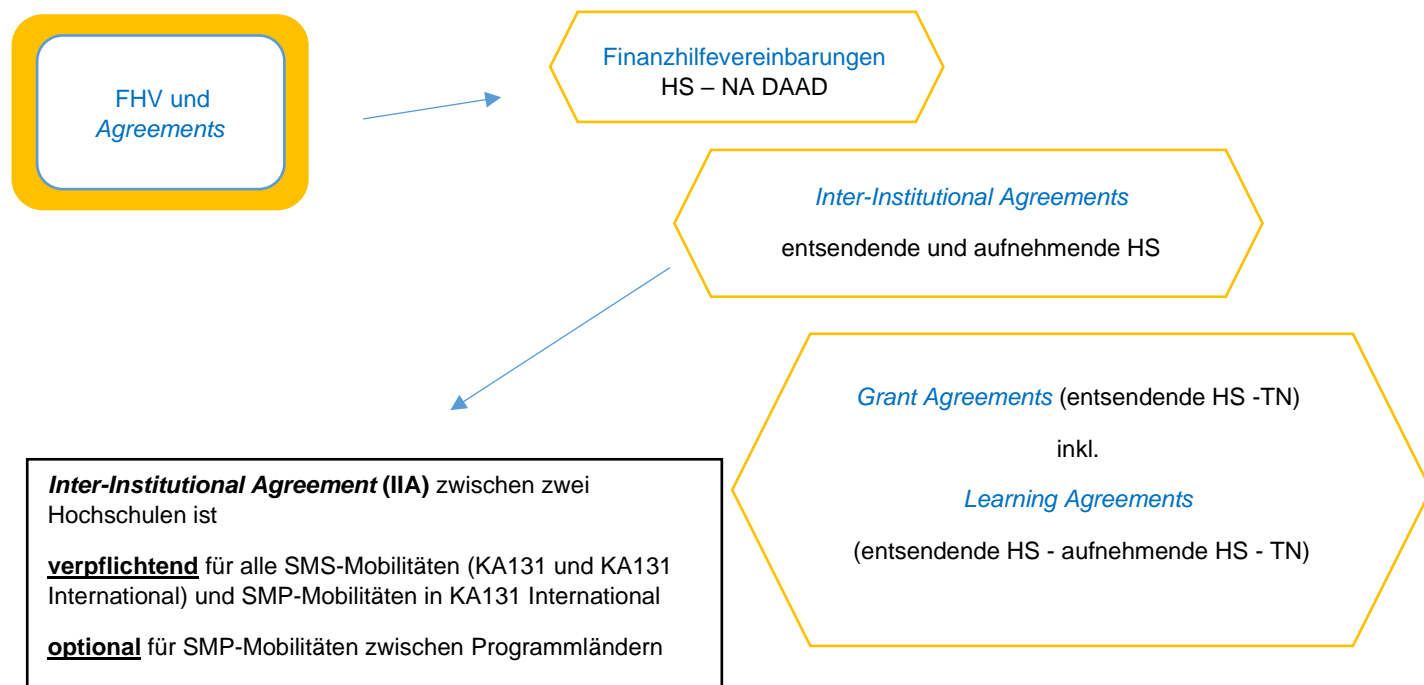 FHV und
Agreements
Finanzhilfevereinbarungen
HS – NA DAAD
Inter-Institutional Agreements
entsendende und aufnehmende HS
Grant Agreements (entsendende HS -TN)
inkl.
Learning Agreements
(entsendende HS - aufnehmende HS - TN)
Inter-Institutional Agreement (IIA) zwischen zwei
Hochschulen ist
verpflichtend für alle SMS-Mobilitäten (KA131 und KA131
International) und SMP-Mobilitäten in KA131 International
optional für SMP-Mobilitäten zwischen Programmländern